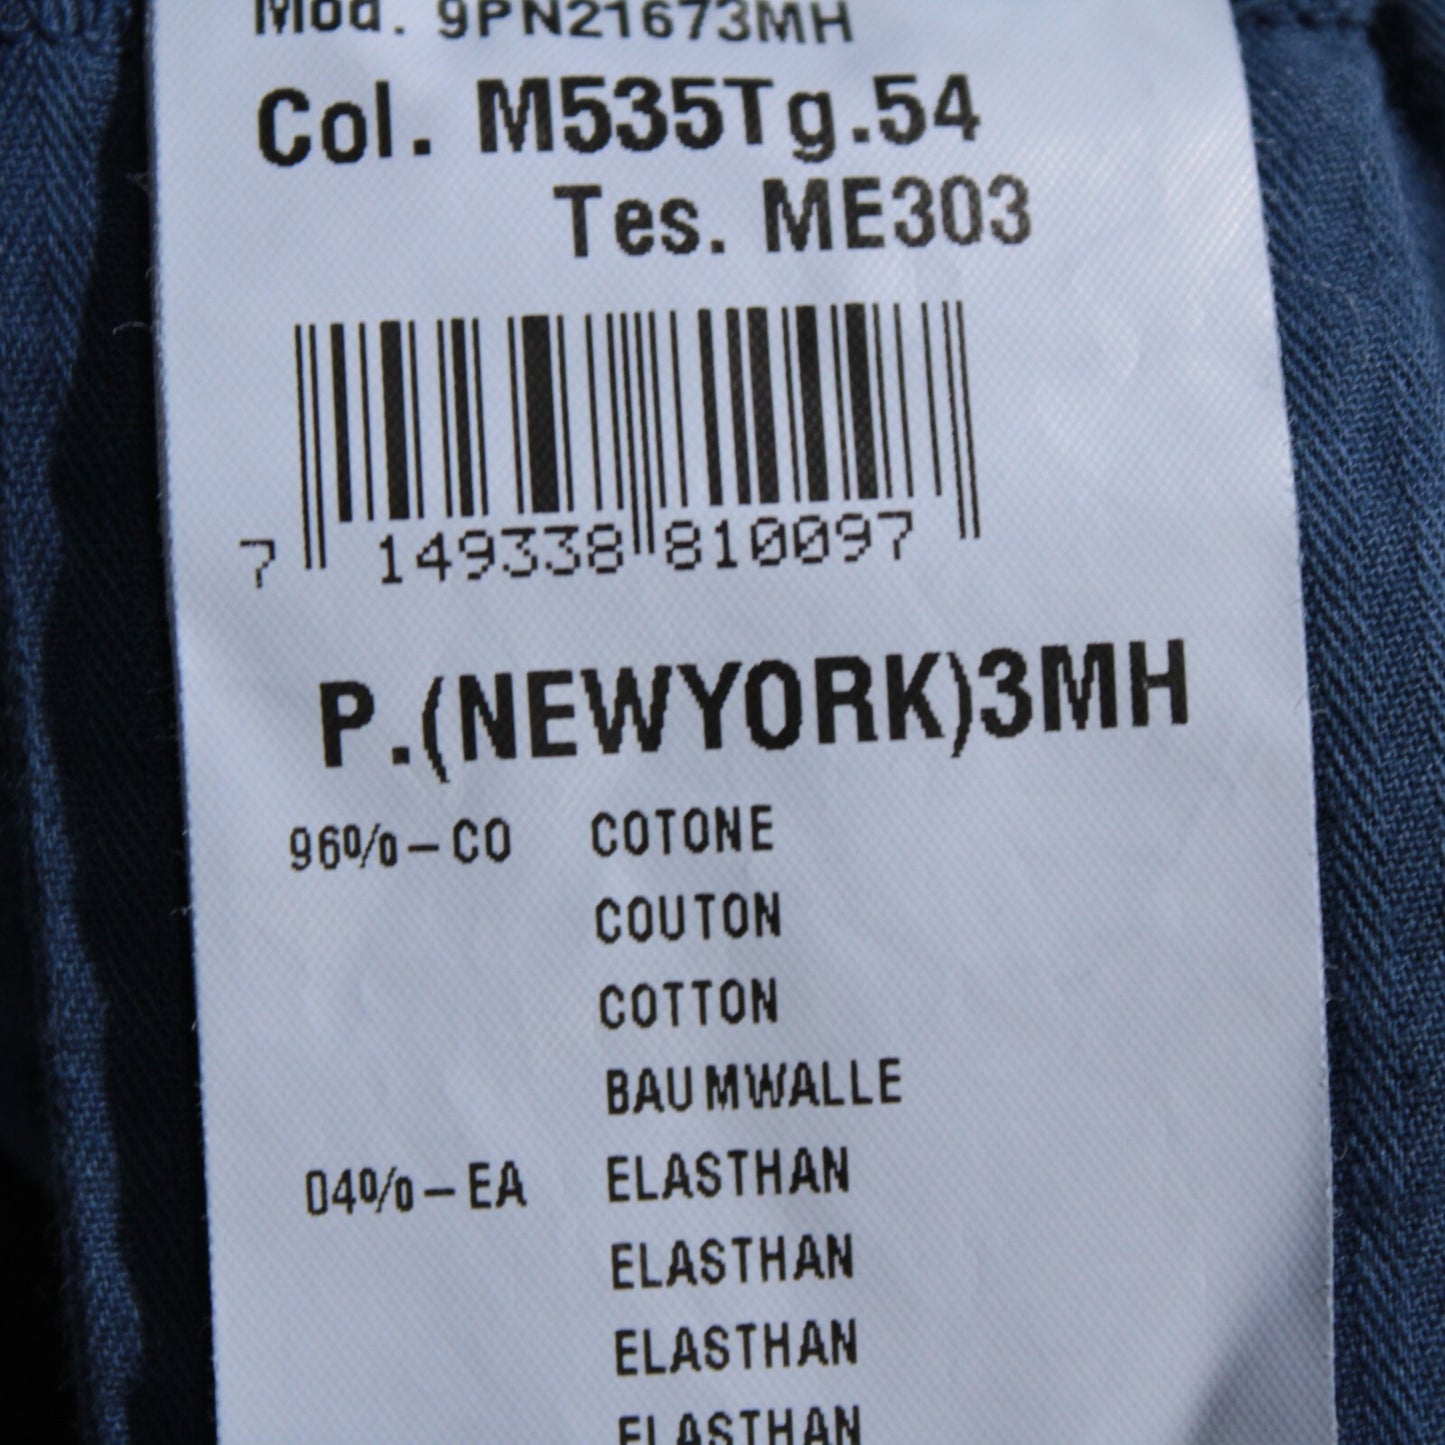 Mod. 9PN21673MH
Col. M535Tg.54
Tes. ME303
7 149338 810097
P.(NEWYORK)3MH
96%-CO COTONE
COUTON
COTTON
BAUMWALLE
04%-EA ELASTHAN
ELASTHAN
ELASTHAN
ELASTHAN